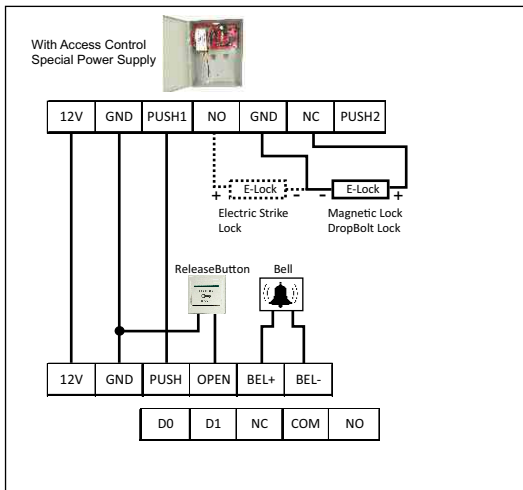 With Access Control
Special Power Supply
12V GND PUSH1 NO GND NC PUSH2
+ E-Lock - - E-Lock +
Electric Strike
Lock
Magnetic Lock
DropBolt Lock
ReleaseButton
Bell
12V GND PUSH OPEN BEL+ BEL-
D0 D1 NC COM NO